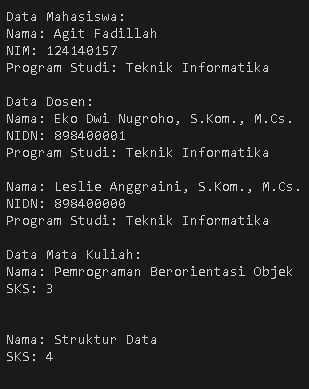 Data Mahasiswa:
Nama: Agit Fadillah
NIM: 124140157
Program Studi: Teknik Informatika
Data Dosen:
Nama: Eko Dwi Nugroho, S.Kom., M.Cs.
NIDN: 898400001
Program Studi: Teknik Informatika
Nama: Leslie Anggraini, S.Kom., M.Cs.
NIDN: 898400000
Program Studi: Teknik Informatika
Data Mata Kuliah:
Nama: Pemrograman Berorientasi Objek
SKS: 3
Nama: Struktur Data
SKS: 4